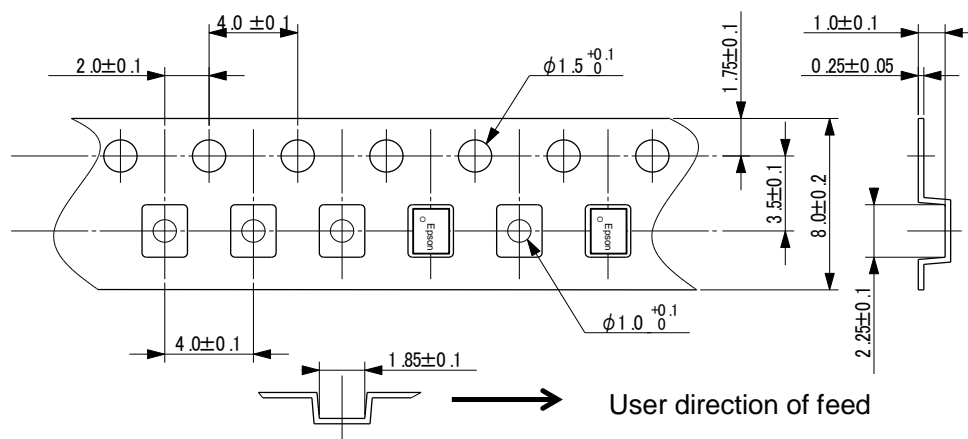 4.0 ±0.1
1.0±0.1
2.0±0.1
φ1.5 +0.1 0
1.75±0.1
0.25±0.05
3.5±0.1
8.0±0.2
Epson
Epson
2.25±0.1
φ1.0 +0.1 0
4.0±0.1
1.85±0.1
User direction of feed